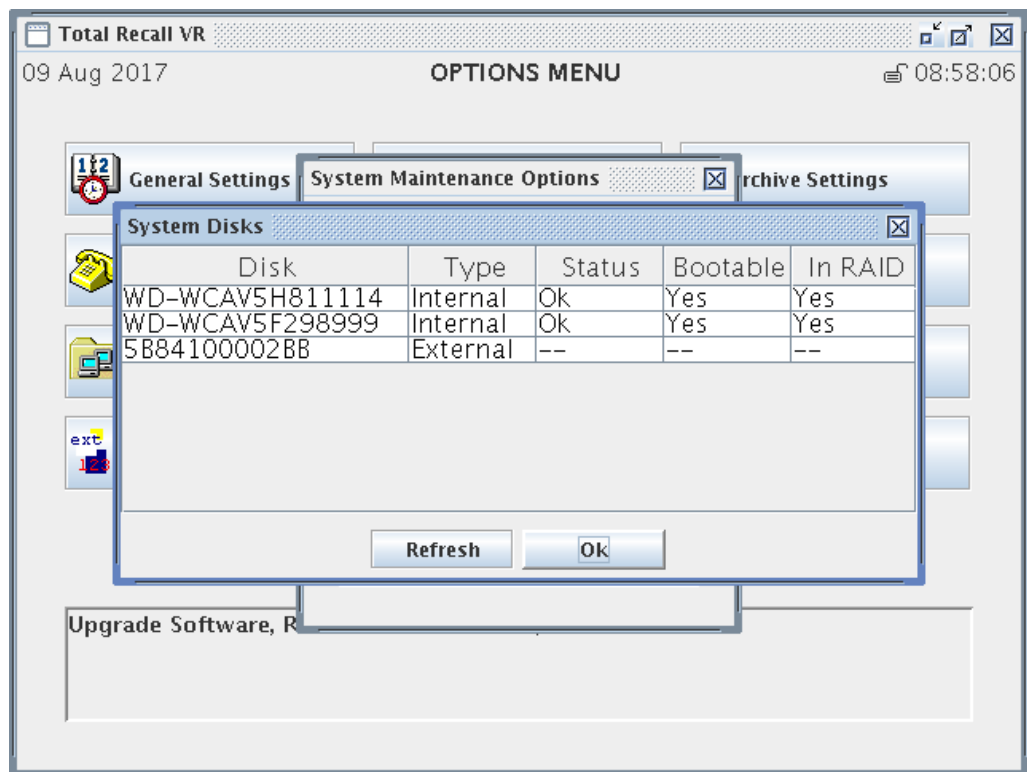 Total Recall VR
09 Aug 2017 OPTIONS MENU 08:58:06
General Settings System Maintenance Options rchive Settings
System Disks
Disk Type Status Bootable In RAID
WD-WCAV5H811114 Internal Ok Yes Yes
WD-WCAV5F298999 Internal Ok Yes Yes
5B84100002BB External -- -- --
ext
123
Refresh Ok
Upgrade Software, R